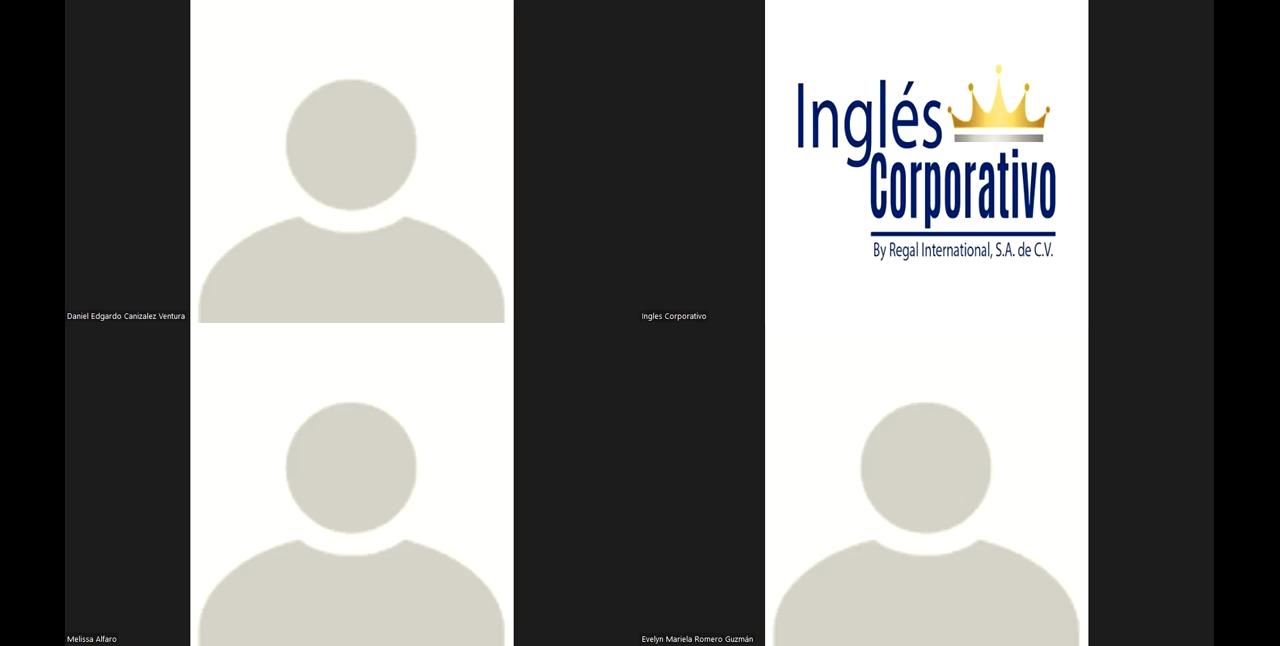 Inglés
Corporativo
By Regal International, S.A. de C.V.
Daniel Edgardo Canizalez Ventura
Ingles Corporativo
Melissa Alfaro
Evelyn Mariela Romero Guzmán